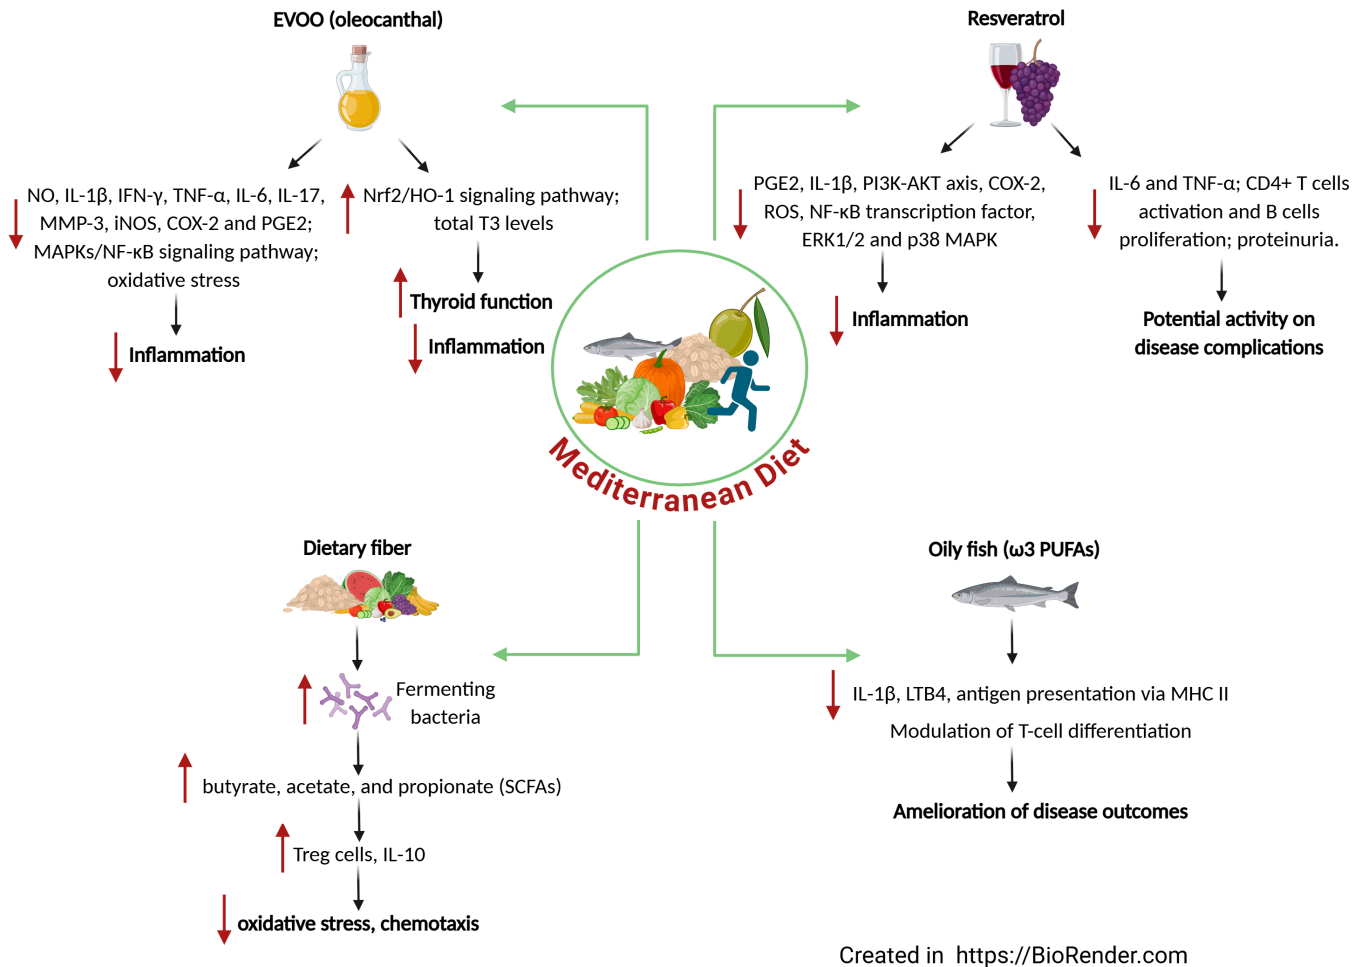 EVOO (oleocanthal)
NO, IL-1β, IFN-γ, TNF-α, IL-6, IL-17,
MMP-3, iNOS, COX-2 and PGE2;
MAPKs/NF-κB signaling pathway;
oxidative stress
Inflammation
Nrf2/HO-1 signaling pathway;
total T3 levels
Thyroid function
Inflammation
Resveratrol
PGE2, IL-1β, PI3K-AKT axis, COX-2,
ROS, NF-κB transcription factor,
ERK1/2 and p38 MAPK
Inflammation
IL-6 and TNF-α; CD4+ T cells
activation and B cells
proliferation; proteinuria.
Potential activity on
disease complications
Mediterranean Diet
Dietary fiber
Fermenting
bacteria
butyrate, acetate, and propionate (SCFAs)
Treg cells, IL-10
oxidative stress, chemotaxis
Oily fish (ω3 PUFAs)
IL-1β, LTB4, antigen presentation via MHC II
Modulation of T-cell differentiation
Amelioration of disease outcomes
Created in https://BioRender.com